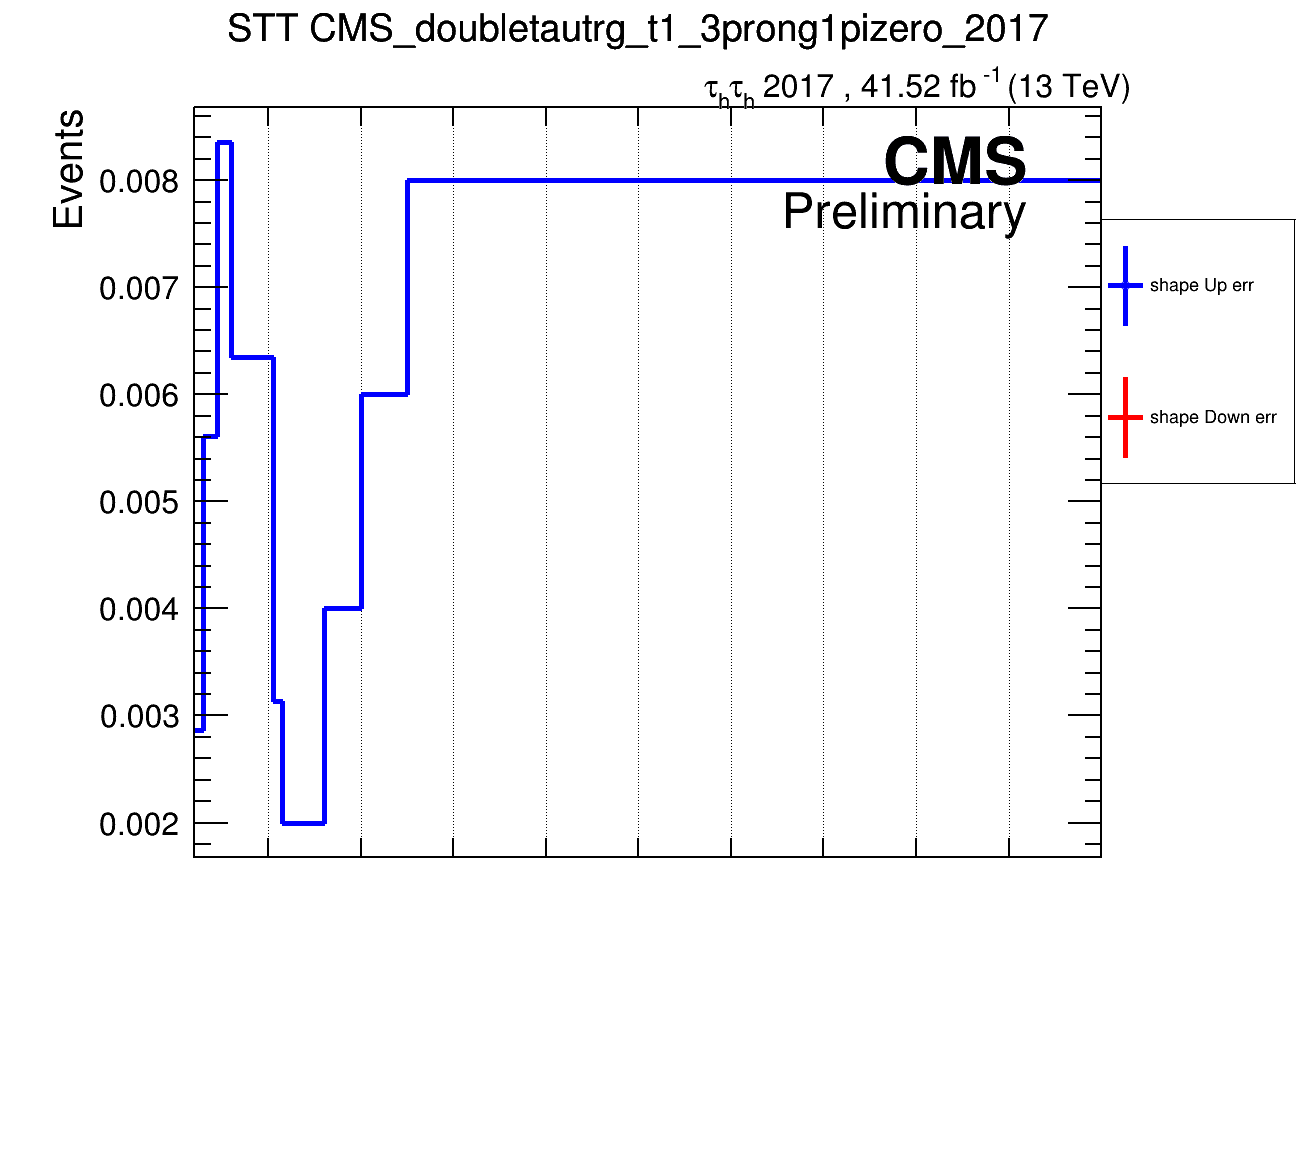 STT CMS_doubletautrg_t1_3prong1pizero_2017
τhτh 2017 , 41.52 fb -1 (13 TeV)
Events
CMS
Preliminary
0.008
0.007
0.006
0.005
0.004
0.003
0.002
shape Up err
shape Down err